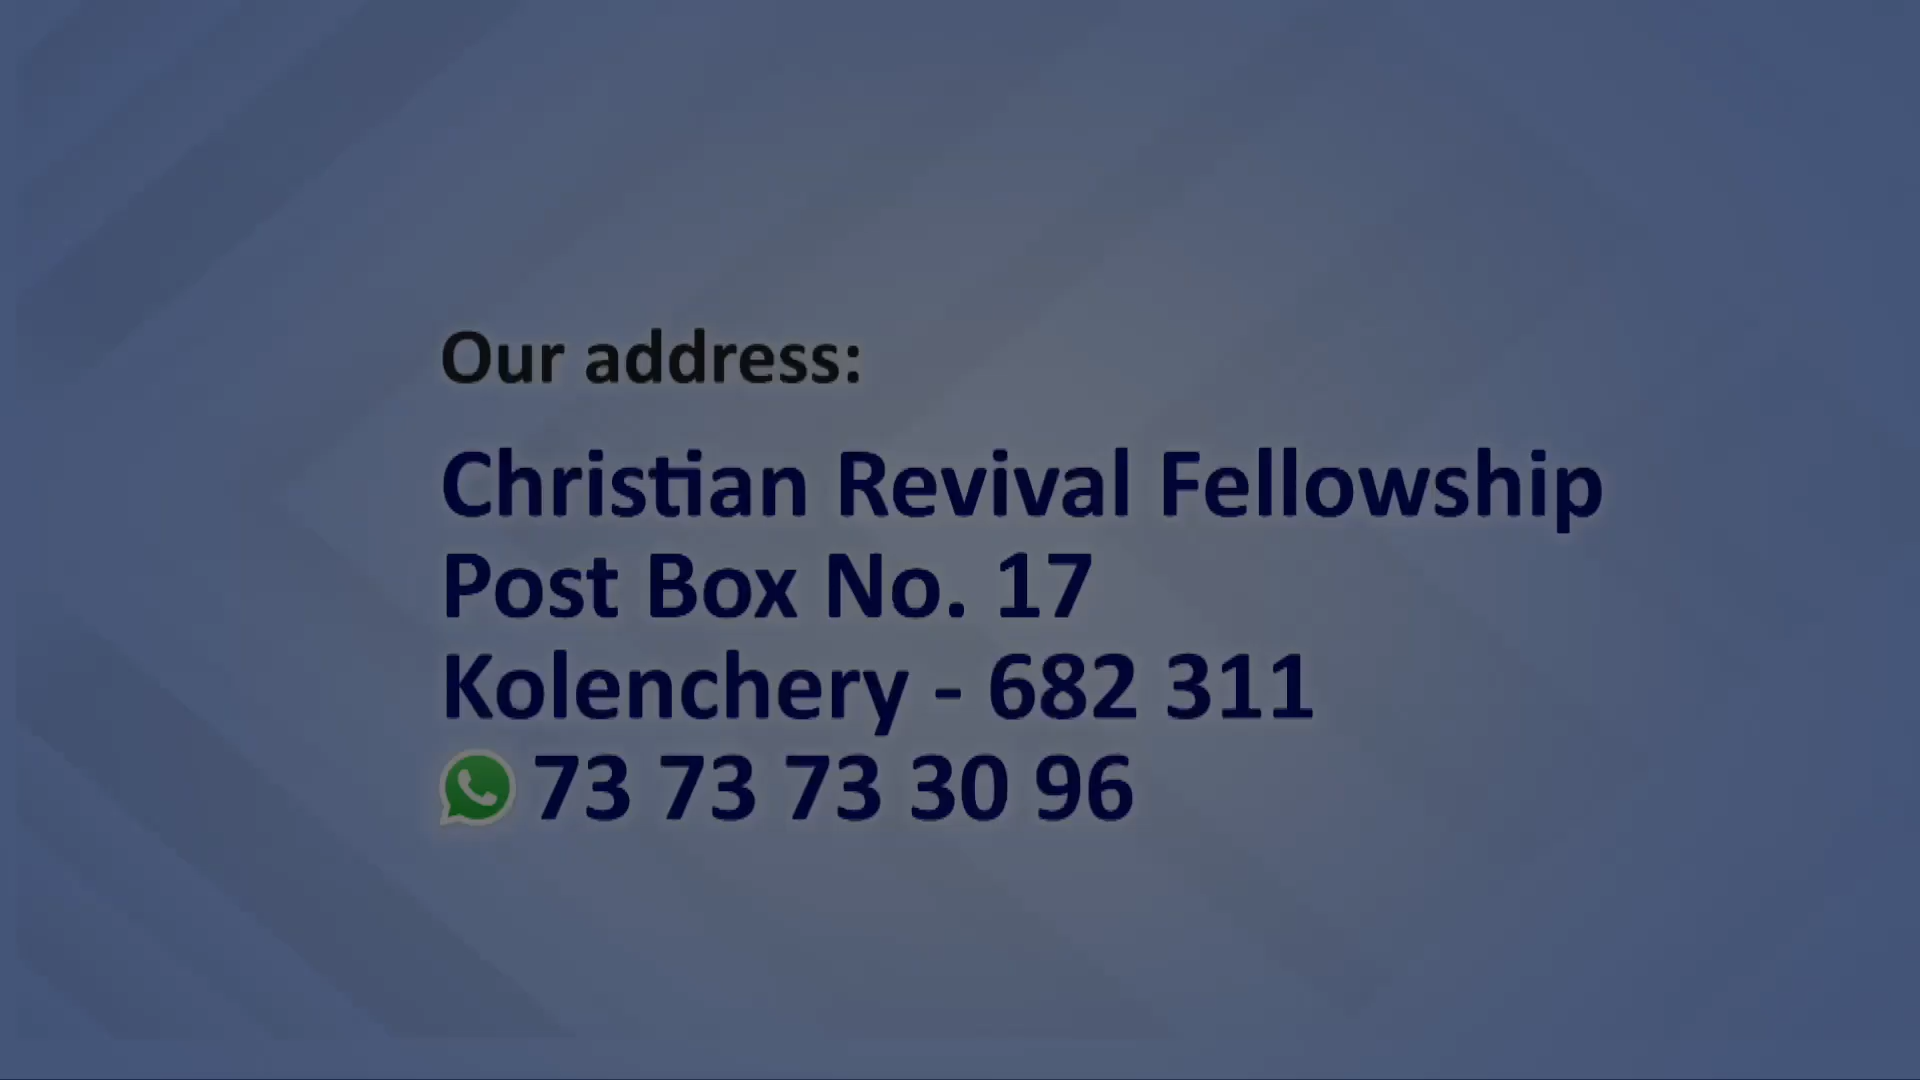 Our address:
Christian Revival Fellowship
Post Box No. 17
Kolenchery - 682 311
73 73 73 30 96